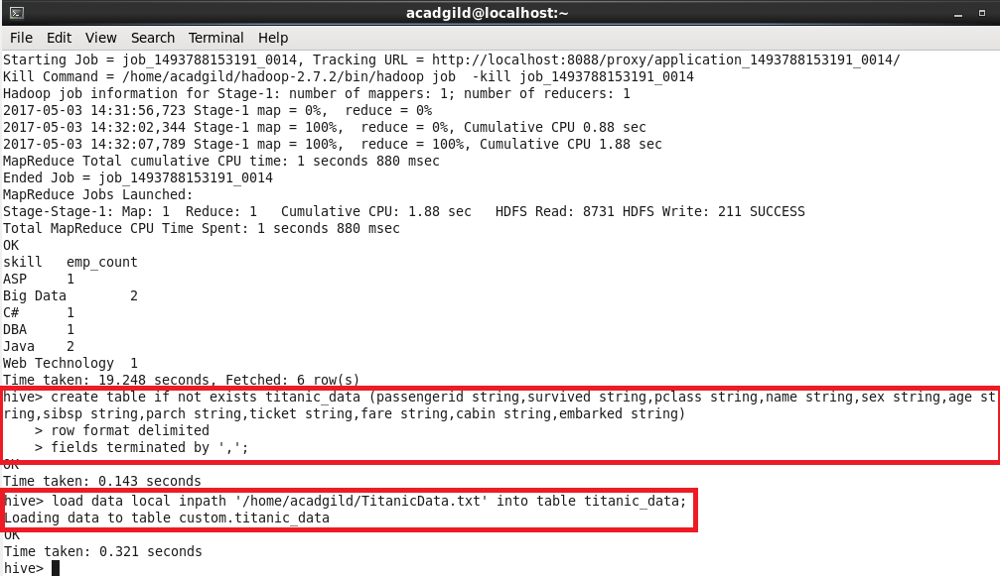 acadgild@localhost:~
File Edit View Search Terminal Help
Starting Job = job_1493788153191_0014, Tracking URL = http://localhost:8088/proxy/application_1493788153191_0014/
Kill Command = /home/acadgild/hadoop-2.7.2/bin/hadoop job  -kill job_1493788153191_0014
Hadoop job information for Stage-1: number of mappers: 1; number of reducers: 1
2017-05-03 14:31:56,723 Stage-1 map = 0%,  reduce = 0%
2017-05-03 14:32:02,344 Stage-1 map = 100%,  reduce = 0%, Cumulative CPU 0.88 sec
2017-05-03 14:32:07,789 Stage-1 map = 100%,  reduce = 100%, Cumulative CPU 1.88 sec
MapReduce Total cumulative CPU time: 1 seconds 880 msec
Ended Job = job_1493788153191_0014
MapReduce Jobs Launched:
Stage-Stage-1: Map: 1  Reduce: 1   Cumulative CPU: 1.88 sec   HDFS Read: 8731 HDFS Write: 211 SUCCESS
Total MapReduce CPU Time Spent: 1 seconds 880 msec
OK
skill	emp_count
ASP	1
Big Data	2
C#	1
DBA	1
Java	2
Web Technology	1
Time taken: 19.248 seconds, Fetched: 6 row(s)
hive> create table if not exists titanic_data (passengerid string,survived string,pclass string,name string,sex string,age st
ring,sibsp string,parch string,ticket string,fare string,cabin string,embarked string)
    > row format delimited
    > fields terminated by ',';
OK
Time taken: 0.143 seconds
hive> load data local inpath '/home/acadgild/TitanicData.txt' into table titanic_data;
Loading data to table custom.titanic_data
OK
Time taken: 0.321 seconds
hive>